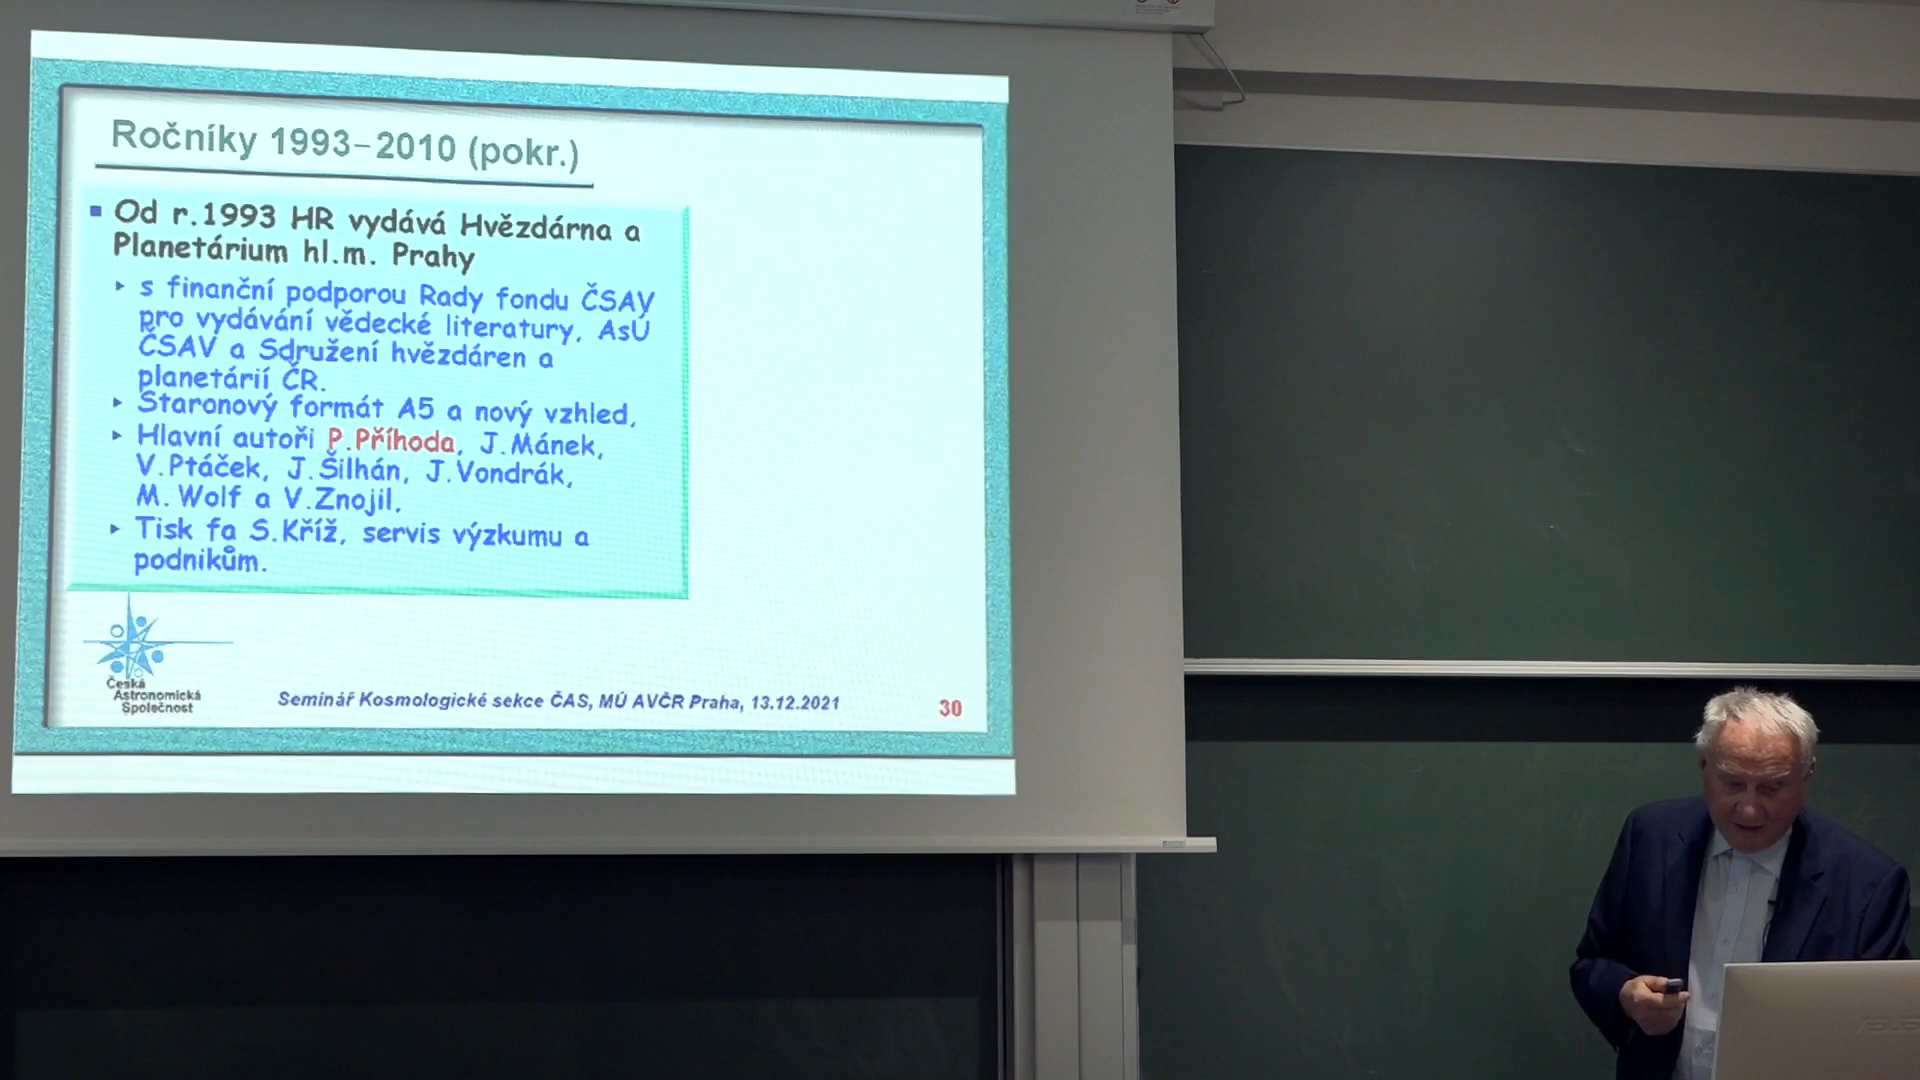 Ročníky 1993–2010 (pokr.)
Od r.1993 HR vydává Hvězdárna a
Planetárium hl.m. Prahy
s finanční podporou Rady fondu ČSAV
pro vydávání vědecké literatury, AsÚ
ČSAV a Sdružení hvězdáren a
planetárií ČR.
Staronový formát A5 a nový vzhled,
Hlavní autoři P.Příhoda, J.Mánek,
V.Ptáček, J.Šilhán, J.Vondrák,
M.Wolf a V.Znojil,
Tisk fa S.Kříž, servis výzkumu a
podnikům.
Česká
Astronomická
Společnost
Seminář Kosmologické sekce ČAS, MÚ AVČR Praha, 13.12.2021
30
ASUS